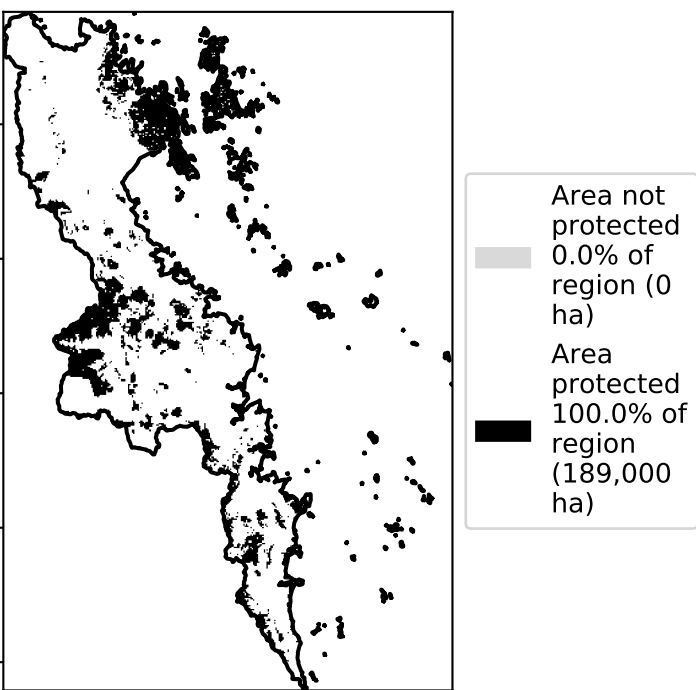 Area not
protected
0.0% of
region (0
ha)
Area
protected
100.0% of
region
(189,000
ha)